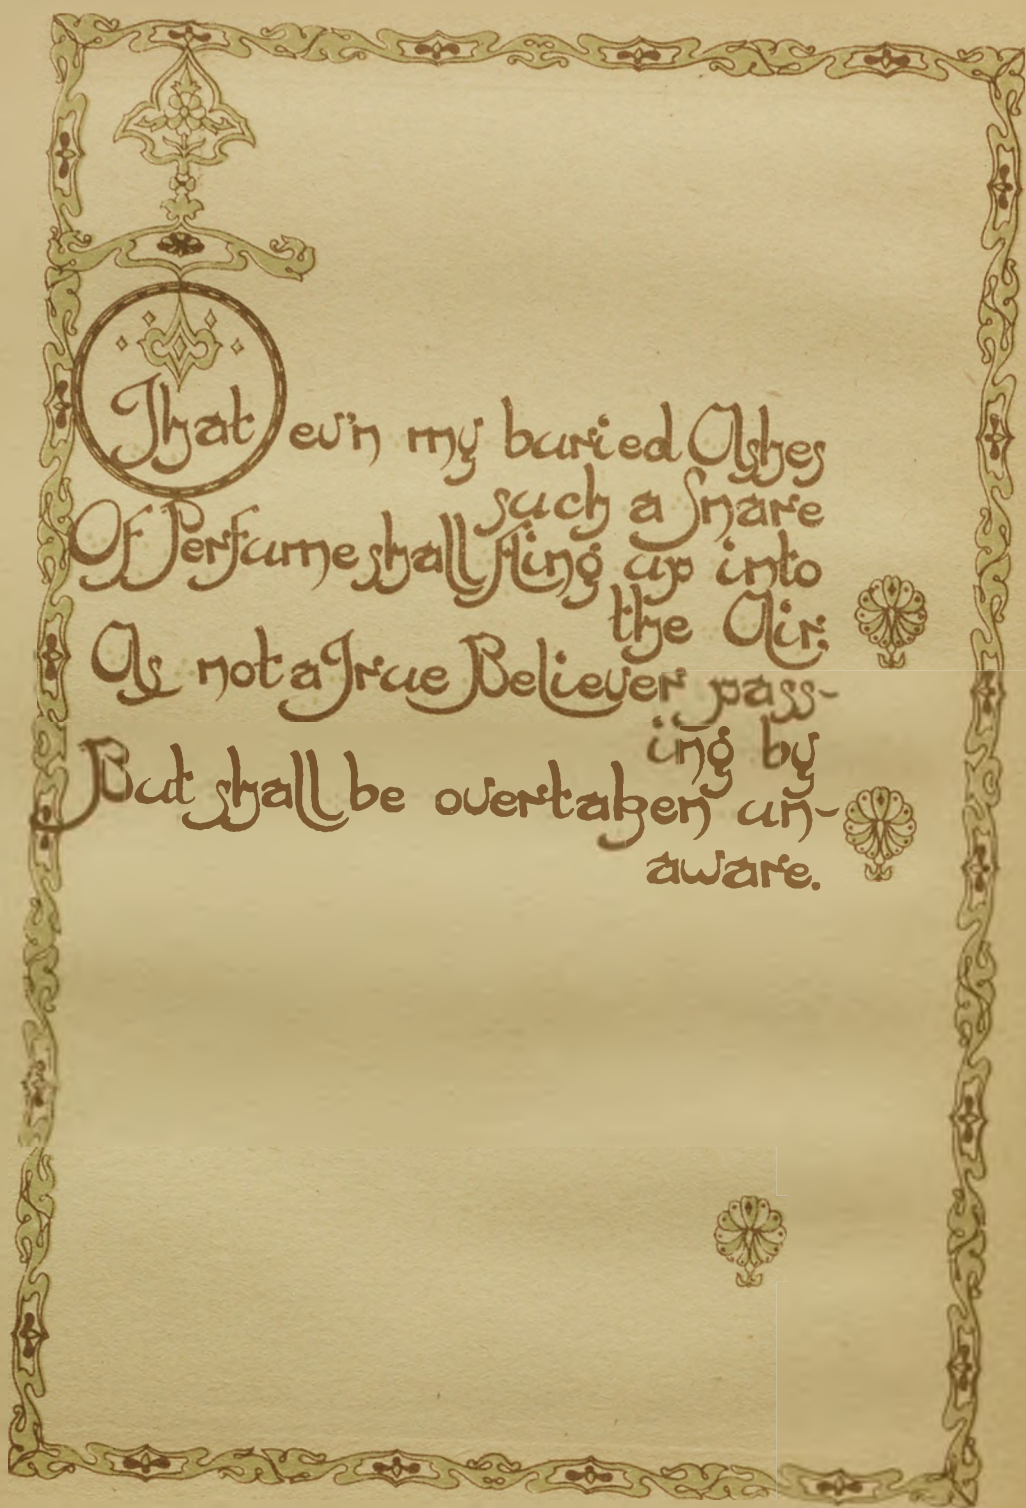 That ev'n my buried Ashes
such a Snare
Of Perfume shall fling up into
the Air,
As not a True Believer pass-
ing by
But shall be overtaken un-
aware.